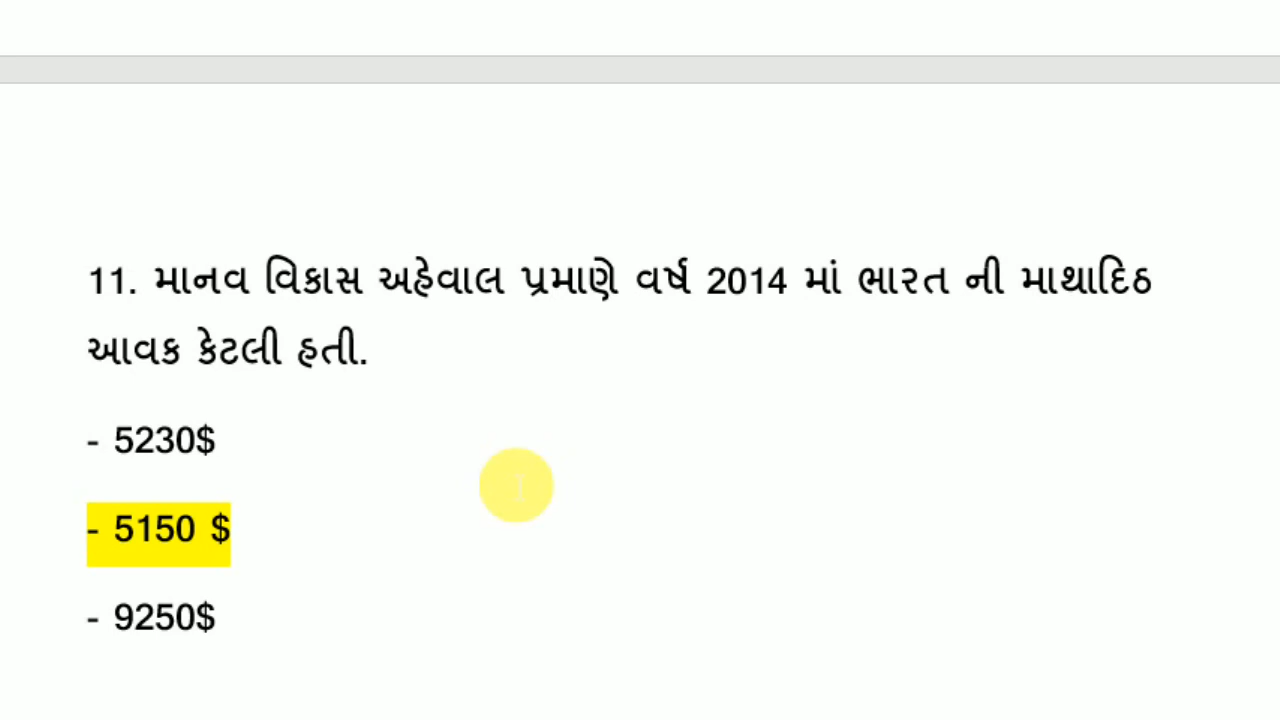 11. માનવ વિકાસ અહેવાલ પ્રમાણે વર્ષ 2014 માં ભારત ની માથાદિઠ
આવક કેટલી હતી.
- 5230$
- 5150 $
- 9250$